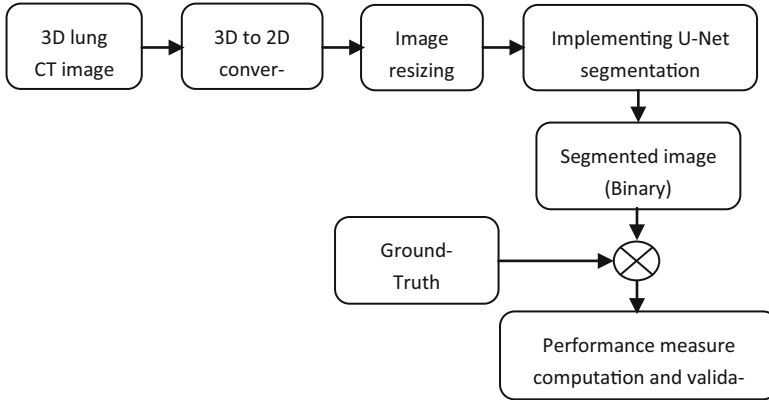 3D lung
CT image
3D to 2D
conver-
Image
resizing
Implementing U-Net
segmentation
Segmented image
(Binary)
Ground-
Truth
Performance measure
computation and valida-